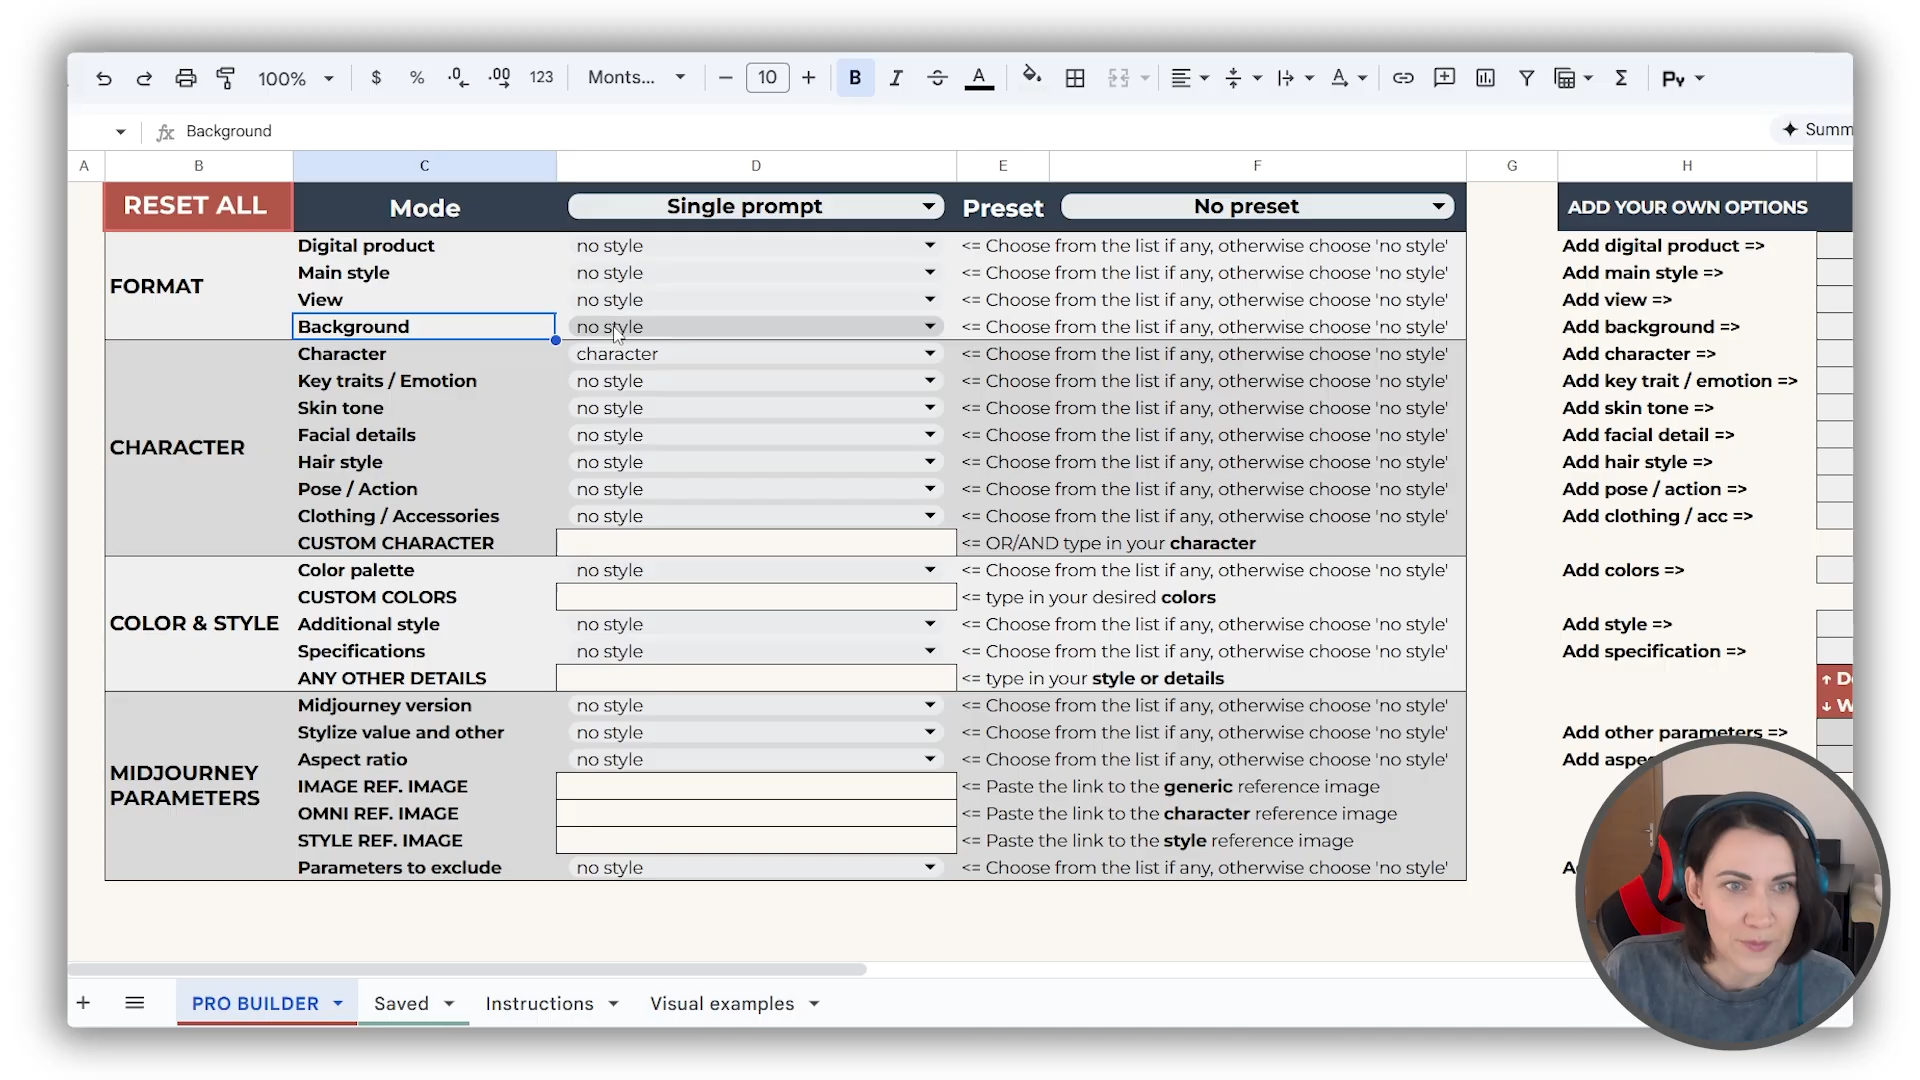 100% $ % .0 .00 123 Monts... 10 B I A Σ Py
fx Background
Summ
A B C D E F G H
RESET ALL Mode Single prompt Preset No preset ADD YOUR OWN OPTIONS
Digital product no style <= Choose from the list if any, otherwise choose 'no style' Add digital product =>
Main style no style <= Choose from the list if any, otherwise choose 'no style' Add main style =>
FORMAT
View no style <= Choose from the list if any, otherwise choose 'no style' Add view =>
Background no style <= Choose from the list if any, otherwise choose 'no style' Add background =>
Character character <= Choose from the list if any, otherwise choose 'no style' Add character =>
Key traits / Emotion no style <= Choose from the list if any, otherwise choose 'no style' Add key trait / emotion =>
Skin tone no style <= Choose from the list if any, otherwise choose 'no style' Add skin tone =>
Facial details no style <= Choose from the list if any, otherwise choose 'no style' Add facial detail =>
CHARACTER
Hair style no style <= Choose from the list if any, otherwise choose 'no style' Add hair style =>
Pose / Action no style <= Choose from the list if any, otherwise choose 'no style' Add pose / action =>
Clothing / Accessories no style <= Choose from the list if any, otherwise choose 'no style' Add clothing / acc =>
CUSTOM CHARACTER <= OR/AND type in your character
Color palette no style <= Choose from the list if any, otherwise choose 'no style' Add colors =>
CUSTOM COLORS <= type in your desired colors
COLOR & STYLE Additional style no style <= Choose from the list if any, otherwise choose 'no style' Add style =>
Specifications no style <= Choose from the list if any, otherwise choose 'no style' Add specification =>
ANY OTHER DETAILS <= type in your style or details
Midjourney version no style <= Choose from the list if any, otherwise choose 'no style'
Stylize value and other no style <= Choose from the list if any, otherwise choose 'no style' Add other parameters =>
Aspect ratio no style <= Choose from the list if any, otherwise choose 'no style' Add aspe
MIDJOURNEY
PARAMETERS
IMAGE REF. IMAGE <= Paste the link to the generic reference image
OMNI REF. IMAGE <= Paste the link to the character reference image
STYLE REF. IMAGE <= Paste the link to the style reference image
Parameters to exclude no style <= Choose from the list if any, otherwise choose 'no style'
PRO BUILDER Saved Instructions Visual examples